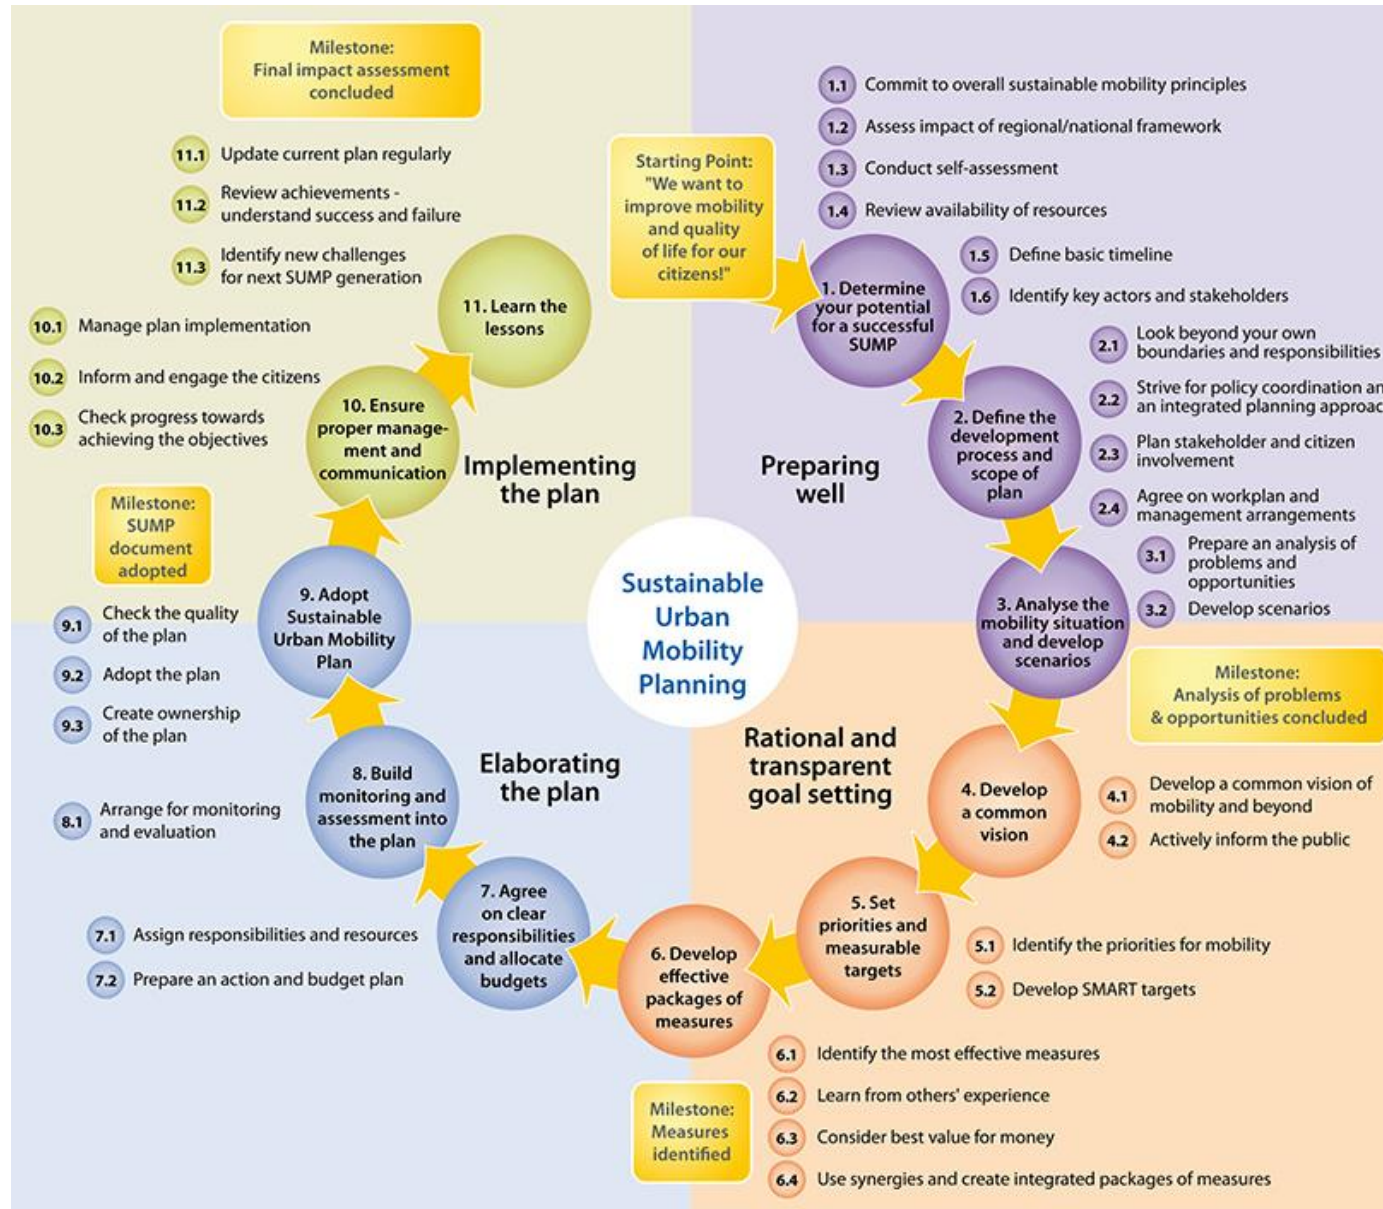 Milestone:
Final impact assessment
concluded
11.1 Update current plan regularly
11.2 Review achievements -
understand success and failure
11.3 Identify new challenges
for next SUMP generation
Starting Point:
"We want to
improve mobility
and quality
of life for our
citizens!"
1.1 Commit to overall sustainable mobility principles
1.2 Assess impact of regional/national framework
1.3 Conduct self-assessment
1.4 Review availability of resources
1.5 Define basic timeline
1.6 Identify key actors and stakeholders
1. Determine
your potential
for a successful
SUMP
2.1 Look beyond your own
boundaries and responsibilities
2.2 Strive for policy coordination an
an integrated planning approac
2.3 Plan stakeholder and citizen
involvement
2.4 Agree on workplan and
management arrangements
2. Define the
development
process and
scope of
plan
3.1 Prepare an analysis of
problems and
opportunities
3.2 Develop scenarios
3. Analyse the
mobility situation
and develop
scenarios
Preparing
well
Milestone:
Analysis of problems
& opportunities concluded
Rational and
transparent
goal setting
4. Develop
a common
vision
4.1 Develop a common vision of
mobility and beyond
4.2 Actively inform the public
5. Set
priorities and
measurable
targets
5.1 Identify the priorities for mobility
5.2 Develop SMART targets
6. Develop
effective
packages of
measures
6.1 Identify the most effective measures
6.2 Learn from others' experience
6.3 Consider best value for money
6.4 Use synergies and create integrated packages of measures
Milestone:
Measures
identified
7. Agree
on clear
responsibilities
and allocate
budgets
7.1 Assign responsibilities and resources
7.2 Prepare an action and budget plan
Elaborating
the plan
8. Build
monitoring and
assessment into
the plan
8.1 Arrange for monitoring
and evaluation
9. Adopt
Sustainable
Urban Mobility
Plan
9.1 Check the quality
of the plan
9.2 Adopt the plan
9.3 Create ownership
of the plan
Milestone:
SUMP
document
adopted
10. Ensure
proper manage-
ment and
communication
10.1 Manage plan implementation
10.2 Inform and engage the citizens
10.3 Check progress towards
achieving the objectives
11. Learn the
lessons
Implementing
the plan
Sustainable
Urban
Mobility
Planning